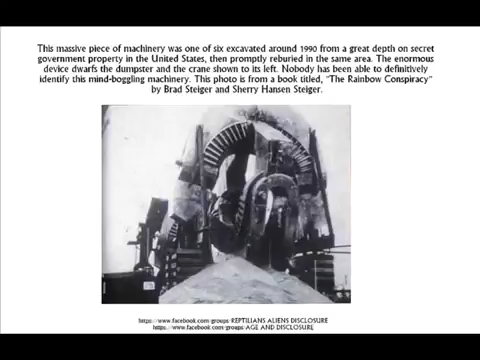 This massive piece of machinery was one of six excavated around 1990 from a great depth on secret
government property in the United States, then promptly reburied in the same area. The enormous
device dwarfs the dumpster and the crane shown to its left. Nobody has been able to definitively
identify this mind-boggling machinery. This photo is from a book titled, "The Rainbow Conspiracy"
by Brad Steiger and Sherry Hansen Steiger.
https://www.facebook.com/groups/REPTILIANS ALIENS DISCLOSURE
https://www.facebook.com/groups/AGE AND DISCLOSURE